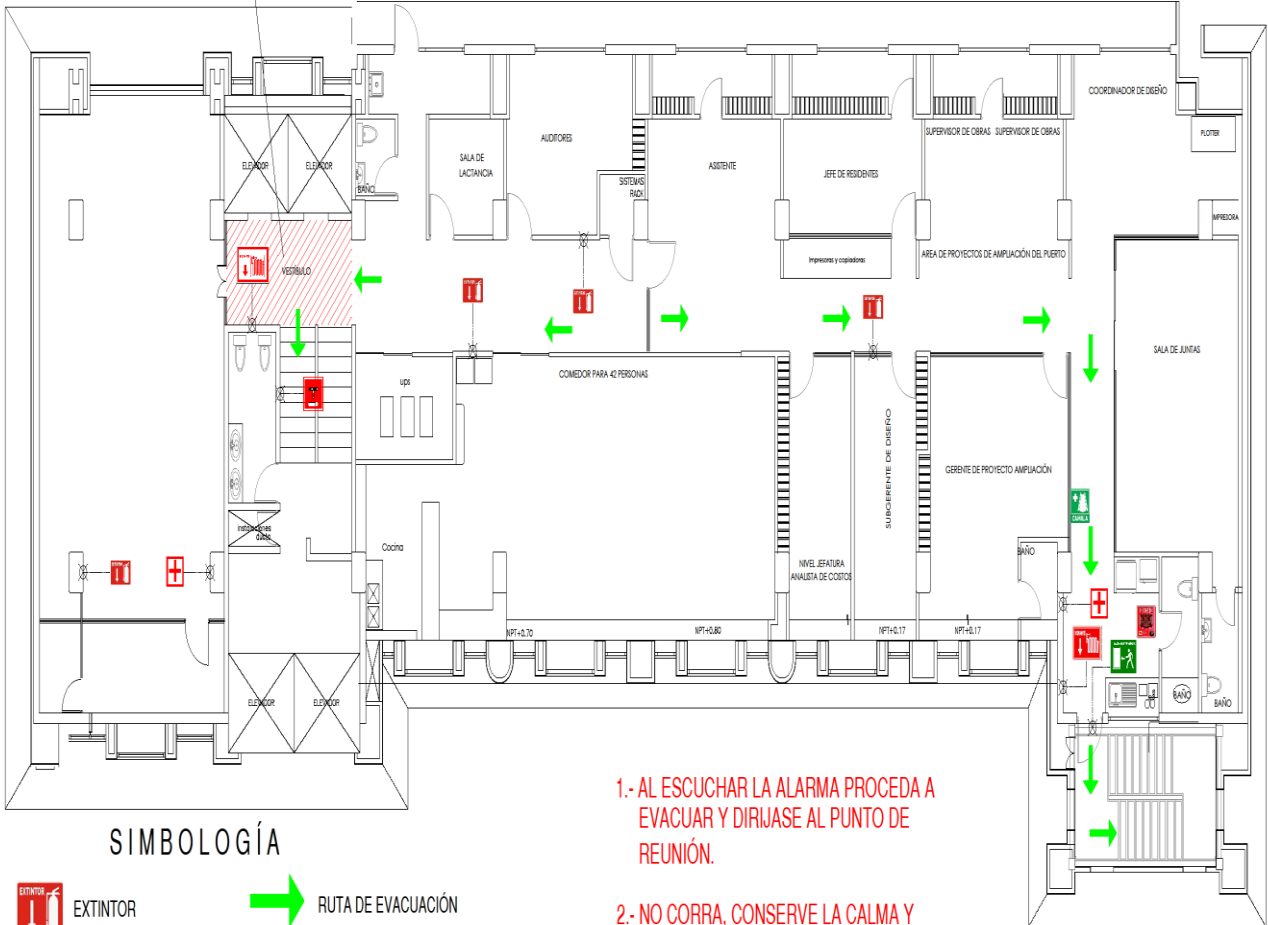 COORDINADOR DE DISEÑO
PLOTTER
SUPERVISOR DE OBRAS
SUPERVISOR DE OBRAS
AUDITORES
SALA DE
LACTANCIA
ASISTENTE
JEFE DE RESIDENTES
ELEVADOR
ELEVADOR
SISTEMAS
RACK
BAÑO
IMPRESORA
VESTÍBULO
Impresoras y copiadoras
AREA DE PROYECTOS DE AMPLIACIÓN DEL PUERTO
SALA DE JUNTAS
COMEDOR PARA 42 PERSONAS
ups
SUBGERENTE DE DISEÑO
GERENTE DE PROYECTO AMPLIACIÓN
CAMILLA
instalaciones
ducto
Cocina
BAÑO
NIVEL JEFATURA
ANALISTA DE COSTOS
NPT+0.70
NPT+0.80
NPT+0.17
NPT+0.17
ELEVADOR
ELEVADOR
BAÑO
BAÑO
1.- AL ESCUCHAR LA ALARMA PROCEDA A
EVACUAR Y DIRIJASE AL PUNTO DE
REUNIÓN.
SIMBOLOGÍA
EXTINTOR
EXTINTOR
RUTA DE EVACUACIÓN
2.- NO CORRA, CONSERVE LA CALMA Y